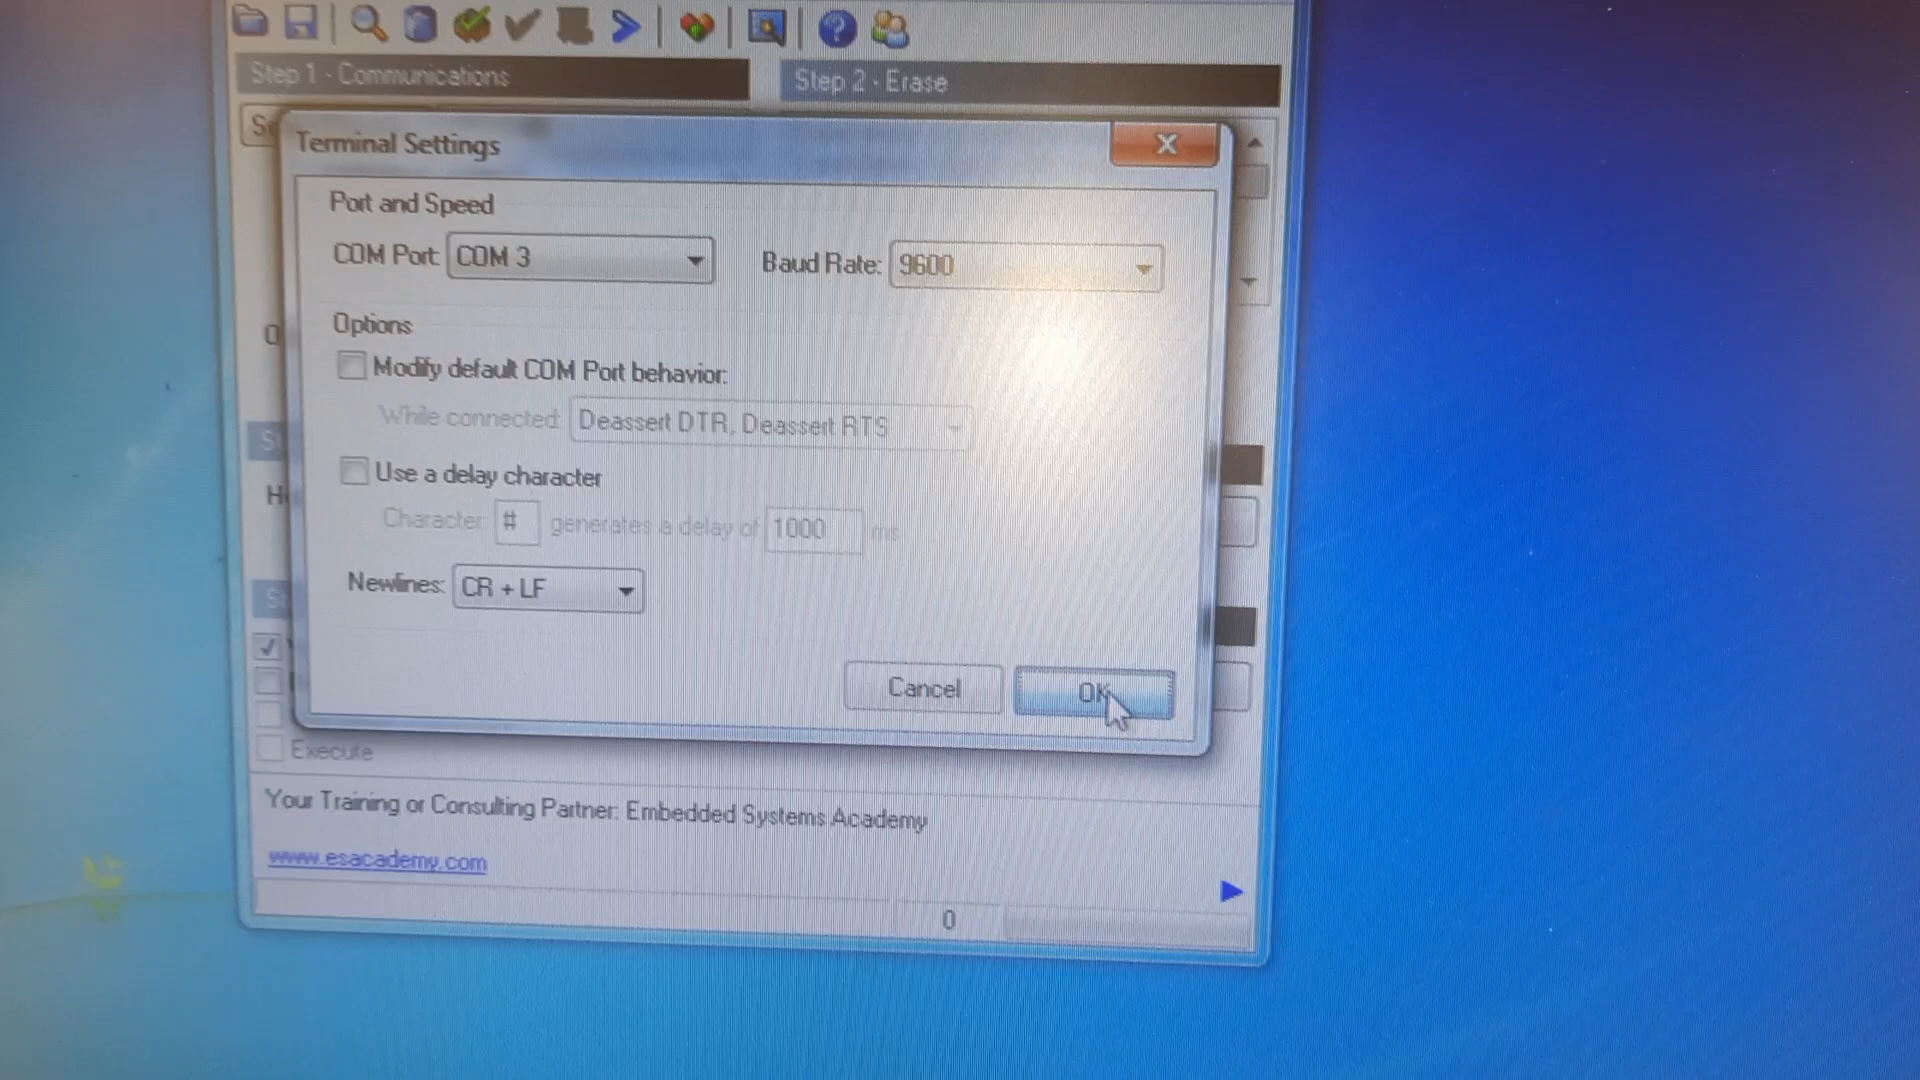 Step 1 - Communications
Step 2 - Erase
Terminal Settings
Port and Speed
COM Port: COM 3
Baud Rate: 9600
Options
Modify default COM Port behavior:
While connected: Deassert DTR, Deassert RTS
Use a delay character
Character: # generates a delay of 1000 ms
Newlines: CR + LF
Cancel
OK
Execute
Your Training or Consulting Partner: Embedded Systems Academy
www.esacademy.com
0